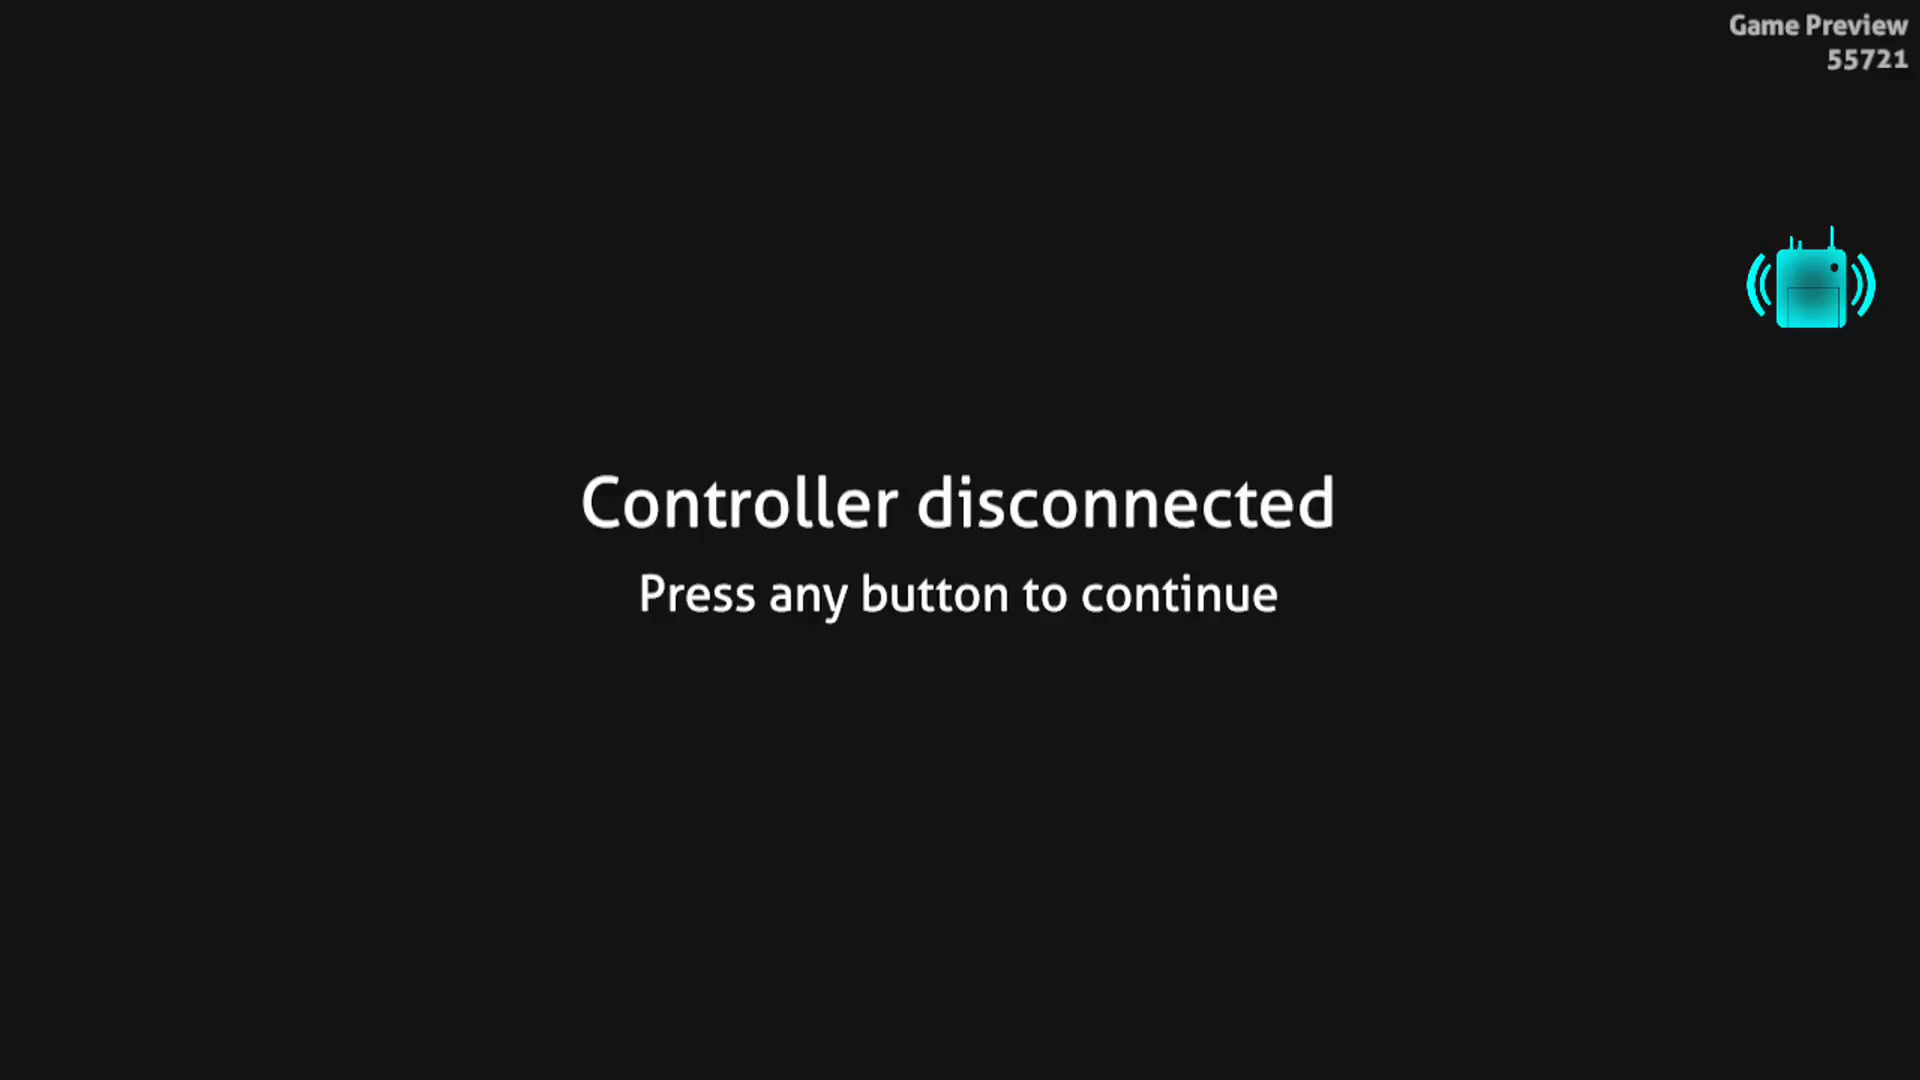 Game Preview
55721
Controller disconnected
Press any button to continue